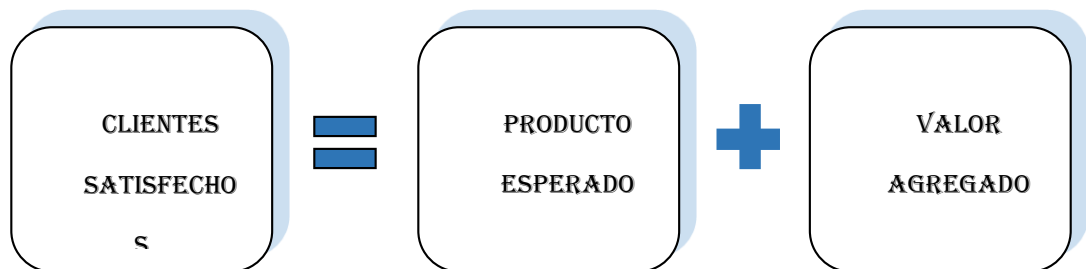 CLIENTES
SATISFECHO
S
PRODUCTO
ESPERADO
VALOR
AGREGADO